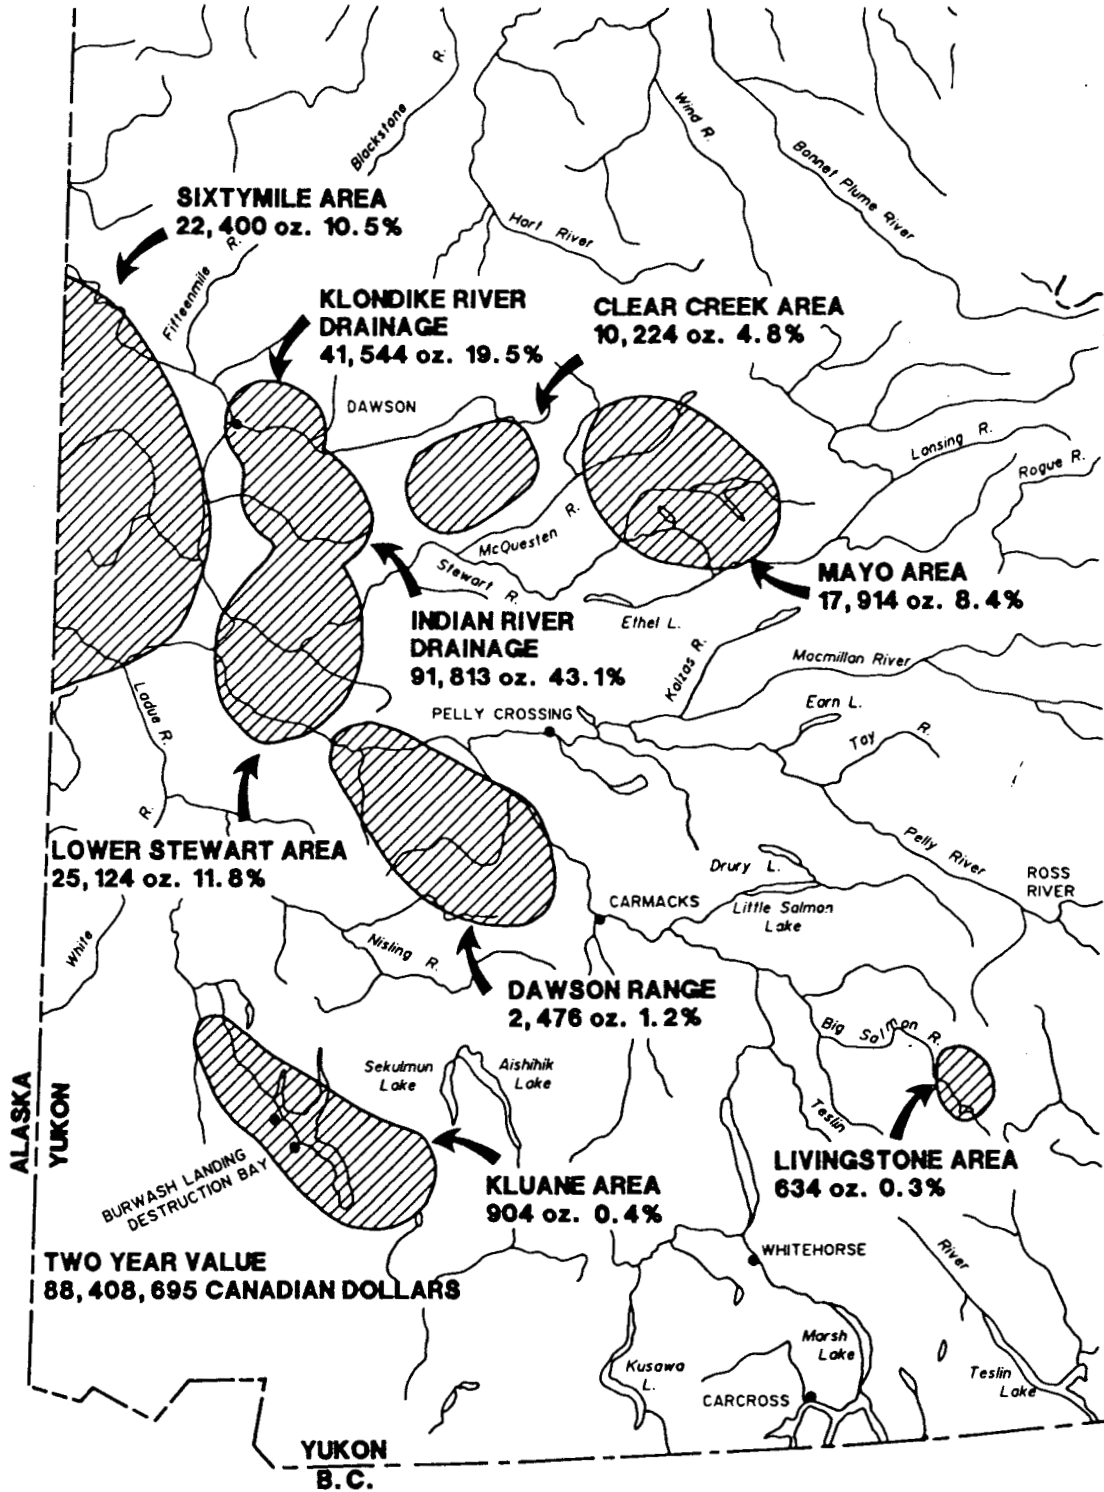 Blackstone
R.
Wind R.
Bonnet Plume River
SIXTYMILE AREA
22,400 oz. 10.5%
Hart River
Fifteenmile
R.
KLONDIKE RIVER
DRAINAGE
41,544 oz. 19.5%
CLEAR CREEK AREA
10,224 oz. 4.8%
DAWSON
Lansing R.
Rogue R.
McQuesten R.
Stewart R.
MAYO AREA
17,914 oz. 8.4%
INDIAN RIVER
DRAINAGE
91,813 oz. 43.1%
Ethel L.
Kalzas R.
Macmillan River
Earn L.
Tay R.
Ladue R.
PELLY CROSSING
R.
LOWER STEWART AREA
25,124 oz. 11.8%
Pelly River
ROSS
RIVER
Drury L.
CARMACKS
Little Salmon
Lake
White
Nisling R.
DAWSON RANGE
2,476 oz. 1.2%
Big Salmon R.
Sekulmun
Lake
Aishihik
Lake
ALASKA
YUKON
Teslin
BURWASH LANDING
DESTRUCTION BAY
LIVINGSTONE AREA
634 oz. 0.3%
KLUANE AREA
904 oz. 0.4%
WHITEHORSE
River
TWO YEAR VALUE
88,408,695 CANADIAN DOLLARS
Marsh
Lake
Kusawa
L.
Teslin
Lake
CARCROSS
YUKON
B.C.